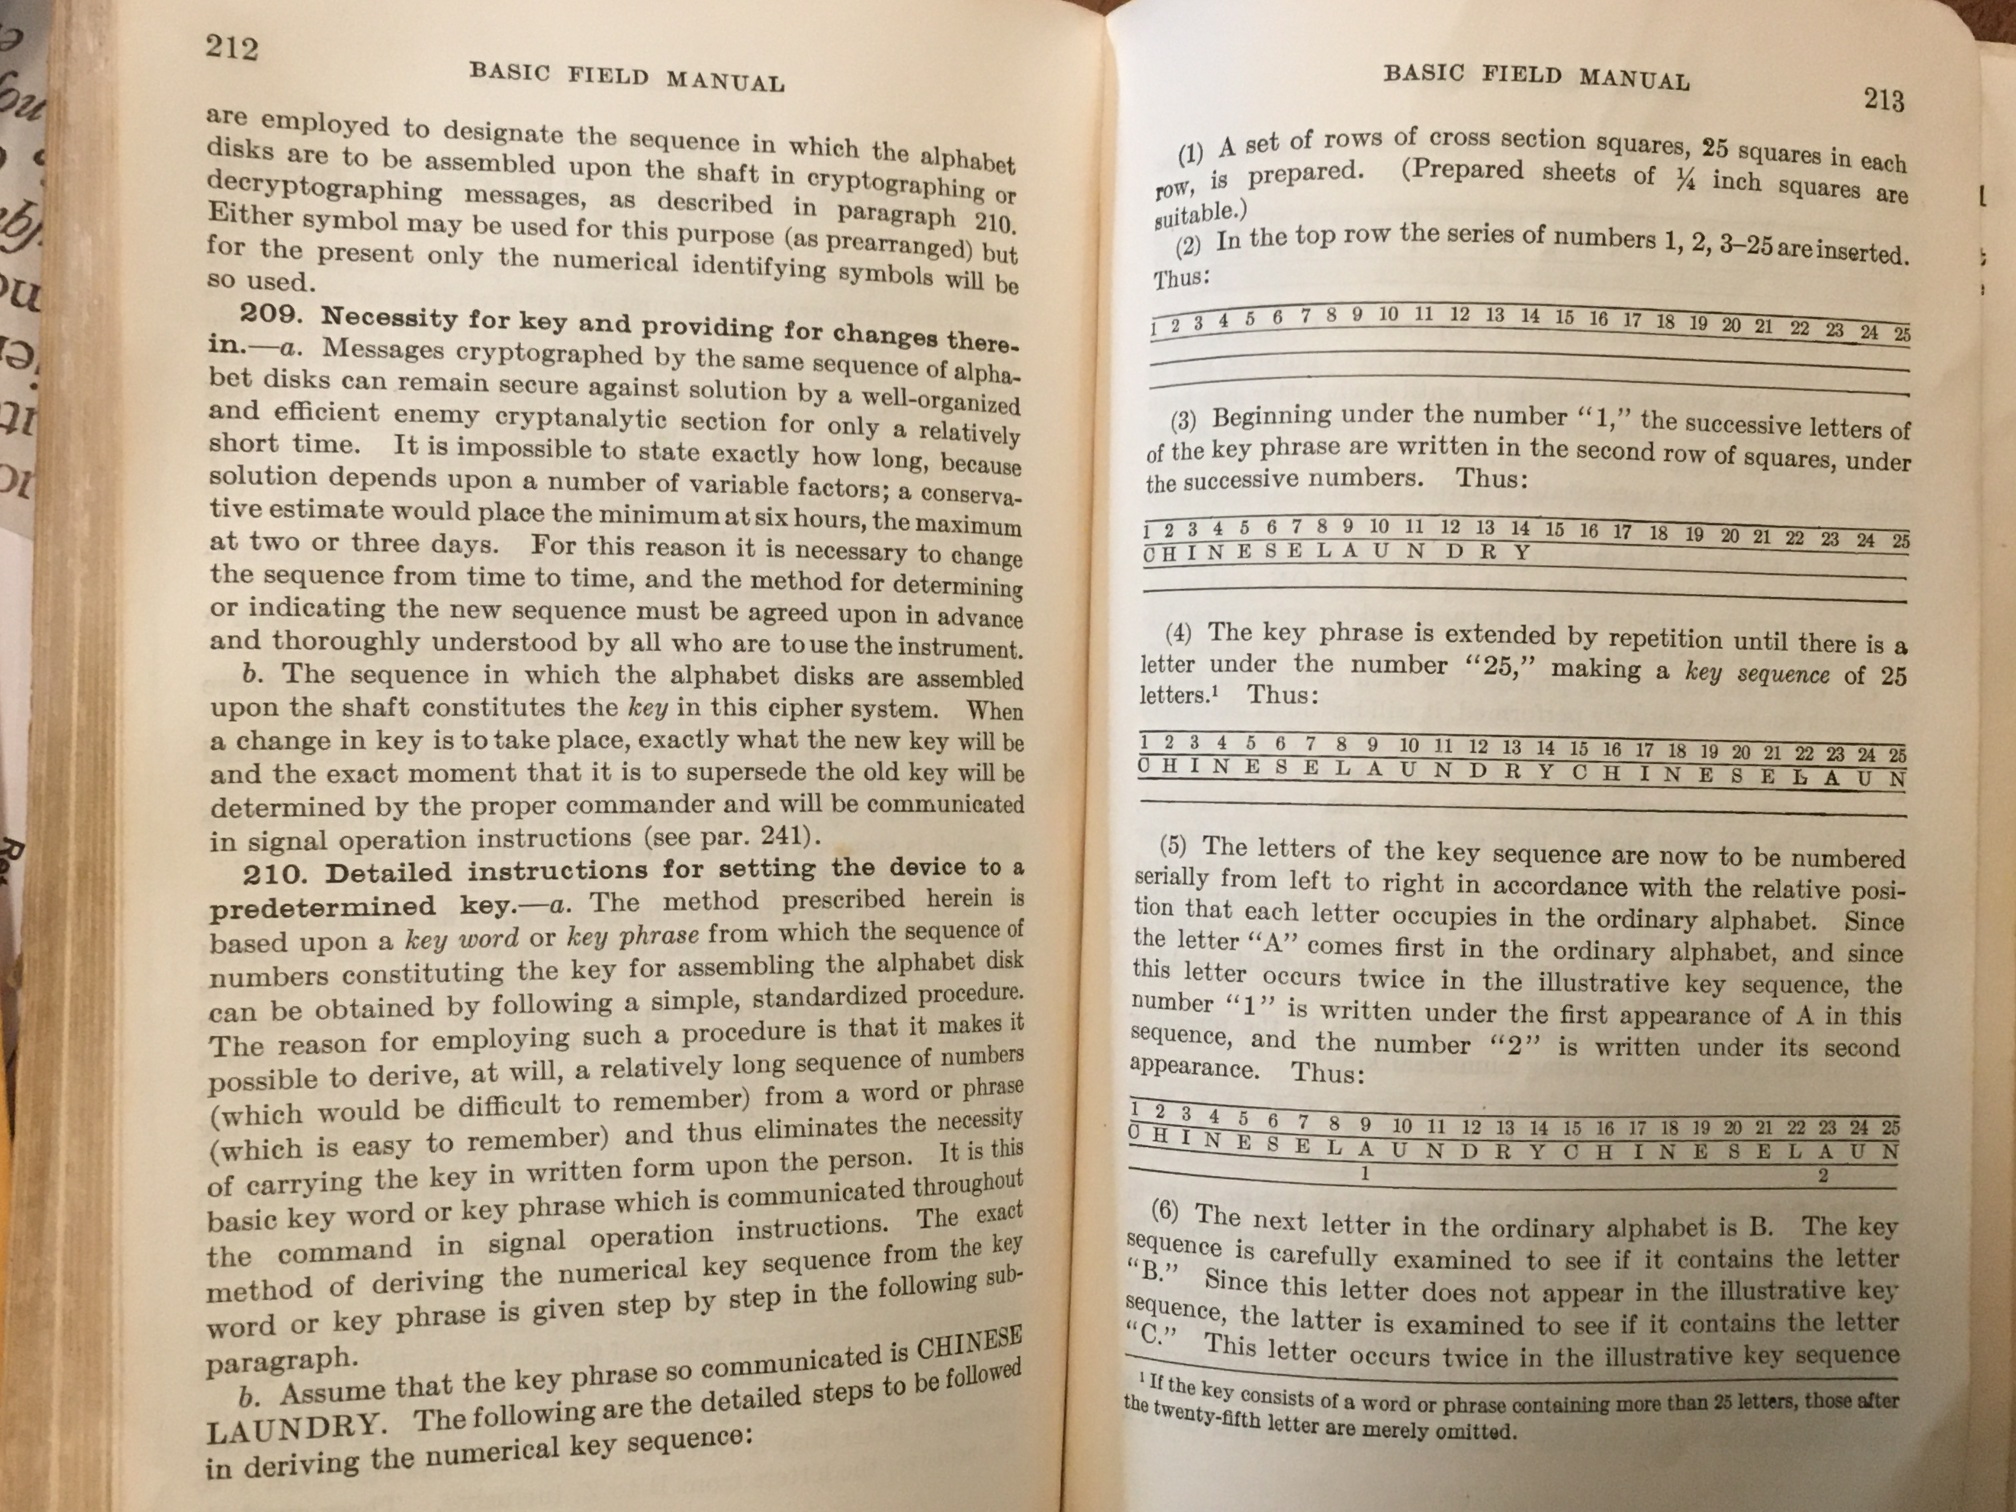 212
BASIC FIELD MANUAL
are employed to designate the sequence in which the alphabet
disks are to be assembled upon the shaft in cryptographing or
decryptographing messages, as described in paragraph 210.
Either symbol may be used for this purpose (as prearranged) but
for the present only the numerical identifying symbols will be
so used.
209. Necessity for key and providing for changes there-
in.—a. Messages cryptographed by the same sequence of alpha-
bet disks can remain secure against solution by a well-organized
and efficient enemy cryptanalytic section for only a relatively
short time. It is impossible to state exactly how long, because
solution depends upon a number of variable factors; a conserva-
tive estimate would place the minimum at six hours, the maximum
at two or three days. For this reason it is necessary to change
the sequence from time to time, and the method for determining
or indicating the new sequence must be agreed upon in advance
and thoroughly understood by all who are to use the instrument.
b. The sequence in which the alphabet disks are assembled
upon the shaft constitutes the key in this cipher system. When
a change in key is to take place, exactly what the new key will be
and the exact moment that it is to supersede the old key will be
determined by the proper commander and will be communicated
in signal operation instructions (see par. 241).
210. Detailed instructions for setting the device to a
predetermined key.—a. The method prescribed herein is
based upon a key word or key phrase from which the sequence of
numbers constituting the key for assembling the alphabet disk
can be obtained by following a simple, standardized procedure.
The reason for employing such a procedure is that it makes it
possible to derive, at will, a relatively long sequence of numbers
(which would be difficult to remember) from a word or phrase
(which is easy to remember) and thus eliminates the necessity
of carrying the key in written form upon the person. It is this
basic key word or key phrase which is communicated throughout
the command in signal operation instructions. The exact
method of deriving the numerical key sequence from the key
word or key phrase is given step by step in the following sub-
paragraph.
b. Assume that the key phrase so communicated is CHINESE
LAUNDRY. The following are the detailed steps to be followed
in deriving the numerical key sequence:
BASIC FIELD MANUAL
213
(1) A set of rows of cross section squares, 25 squares in each
row, is prepared. (Prepared sheets of ¼ inch squares are
suitable.)
(2) In the top row the series of numbers 1, 2, 3–25 are inserted.
Thus:
1 2 3 4 5 6 7 8 9 10 11 12 13 14 15 16 17 18 19 20 21 22 23 24 25
(3) Beginning under the number "1," the successive letters of
of the key phrase are written in the second row of squares, under
the successive numbers. Thus:
1 2 3 4 5 6 7 8 9 10 11 12 13 14 15 16 17 18 19 20 21 22 23 24 25
C H I N E S E L A U N D R Y
(4) The key phrase is extended by repetition until there is a
letter under the number "25," making a key sequence of 25
letters.¹ Thus:
1 2 3 4 5 6 7 8 9 10 11 12 13 14 15 16 17 18 19 20 21 22 23 24 25
C H I N E S E L A U N D R Y C H I N E S E L A U N
(5) The letters of the key sequence are now to be numbered
serially from left to right in accordance with the relative posi-
tion that each letter occupies in the ordinary alphabet. Since
the letter "A" comes first in the ordinary alphabet, and since
this letter occurs twice in the illustrative key sequence, the
number "1" is written under the first appearance of A in this
sequence, and the number "2" is written under its second
appearance. Thus:
1 2 3 4 5 6 7 8 9 10 11 12 13 14 15 16 17 18 19 20 21 22 23 24 25
C H I N E S E L A U N D R Y C H I N E S E L A U N
1 2
(6) The next letter in the ordinary alphabet is B. The key
sequence is carefully examined to see if it contains the letter
"B." Since this letter does not appear in the illustrative key
sequence, the latter is examined to see if it contains the letter
"C." This letter occurs twice in the illustrative key sequence
¹ If the key consists of a word or phrase containing more than 25 letters, those after
the twenty-fifth letter are merely omitted.